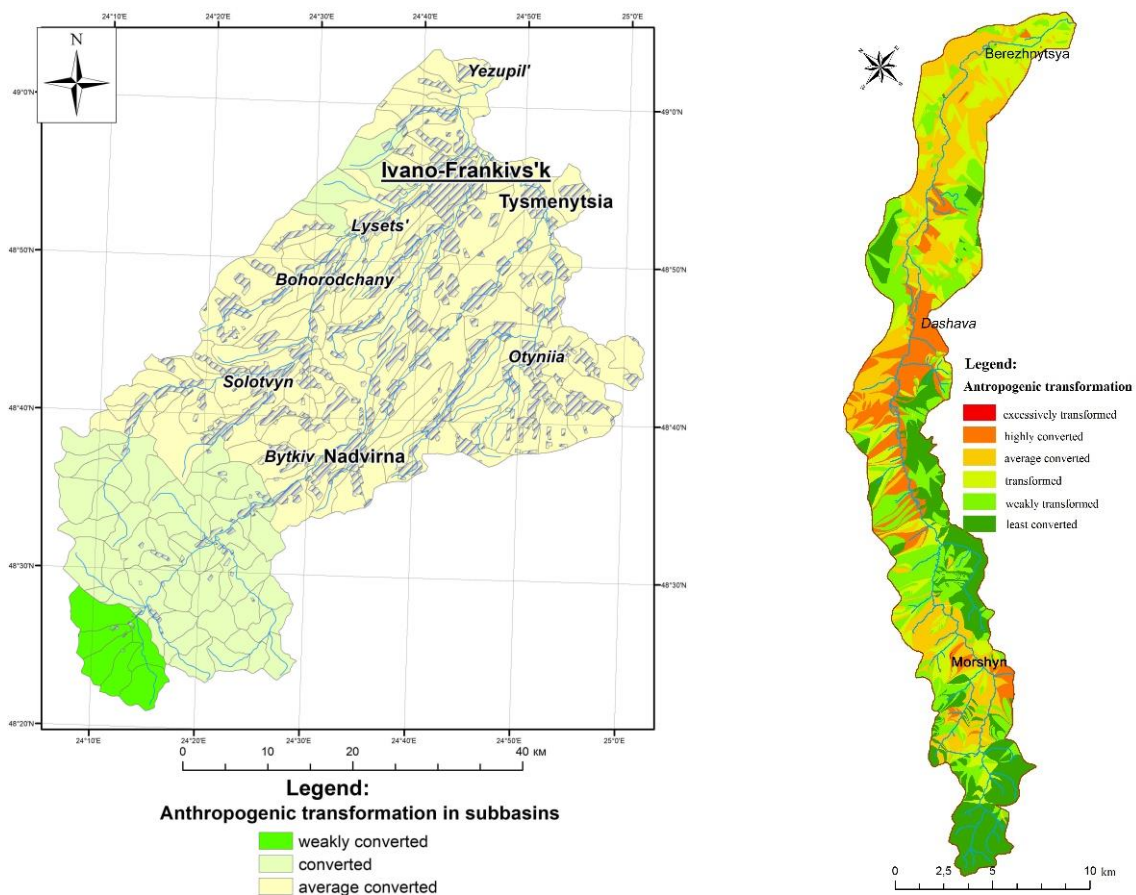 24°10'E 24°20'E 24°30'E 24°40'E 24°50'E 25°0'E
N
49°0'N
49°0'N
48°50'N
48°50'N
48°40'N
48°40'N
48°30'N
48°30'N
48°20'N
Yezupil'
Ivano-Frankivs'k
Tysmenytsia
Lysets'
Bohorodchany
Otyniia
Solotvyn
Bytkiv Nadvirna
24°10'E 24°20'E 24°30'E 24°40'E 24°50'E 25°0'E
0 10 20 40 км
Legend:
Anthropogenic transformation in subbasins
weakly converted
converted
average converted
Berezhnytsya
Dashava
Morshyn
Legend:
Antropogenic transformation
excessively transformed
highly converted
average converted
transformed
weakly transformed
least converted
0 2,5 5 10 km